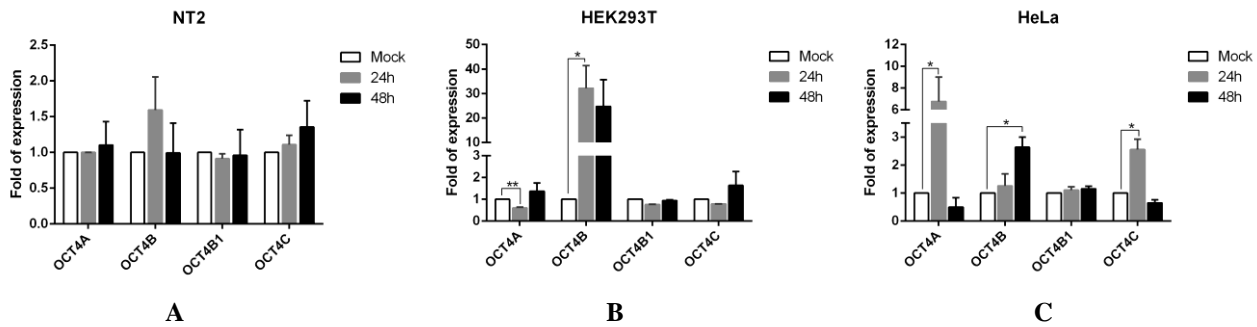 NT2
Fold of expression
2.5
2.0
1.5
1.0
0.5
0.0
OCT4A
OCT4B
OCT4B1
OCT4C
Mock
24h
48h
A
HEK293T
Fold of expression
50
40
30
20
10
3
2
1
0
**
*
OCT4A
OCT4B
OCT4B1
OCT4C
Mock
24h
48h
B
HeLa
Fold of expression
12
10
8
6
4
3
2
1
0
*
*
*
OCT4A
OCT4B
OCT4B1
OCT4C
Mock
24h
48h
C